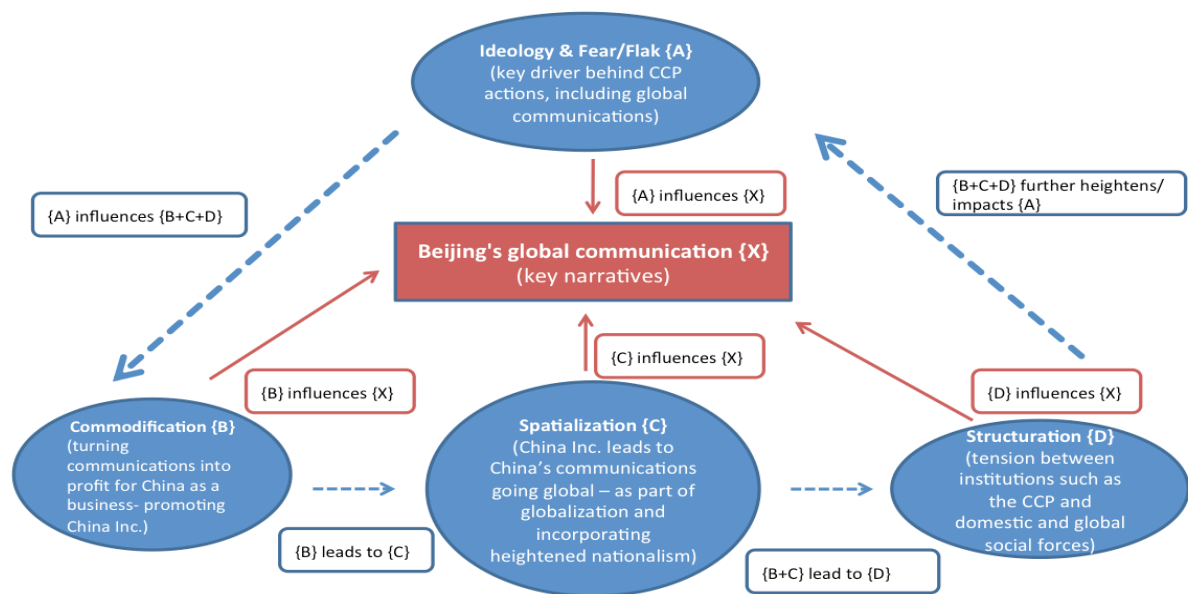 Ideology & Fear/Flak {A}
(key driver behind CCP
actions, including global
communications)
{A} influences {B+C+D}
{A} influences {X}
{B+C+D} further heightens/
impacts {A}
Beijing's global communication {X}
(key narratives)
{B} influences {X}
{C} influences {X}
{D} influences {X}
Commodification {B}
(turning
communications into
profit for China as a
business- promoting
China Inc.)
Spatialization {C}
(China Inc. leads to
China’s communications
going global – as part of
globalization and
incorporating
heightened nationalism)
Structuration {D}
(tension between
institutions such as
the CCP and
domestic and global
social forces)
{B} leads to {C}
{B+C} lead to {D}